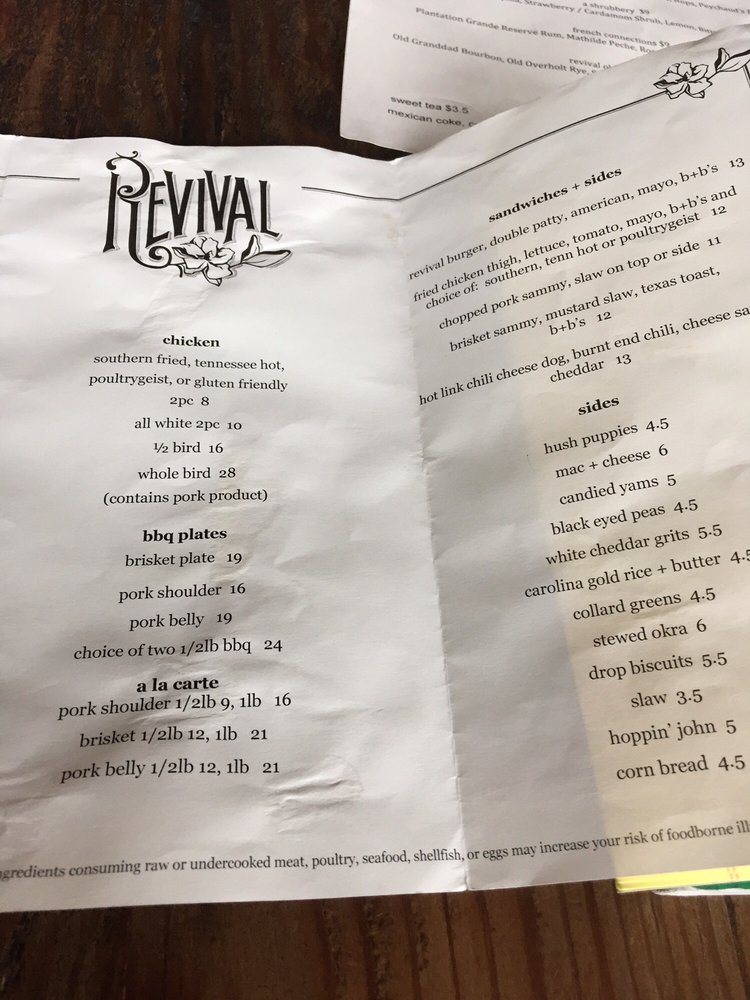 Strawberry / Cardamom Shrub, Lemon,
a shrubbery $9
Plantation Grande Reserve Rum, Mathilde Peche,
french connections $9
Old Granddad Bourbon, Old Overholt Rye,
revival
sweet tea $3.5
mexican coke,
REVIVAL
chicken
southern fried, tennessee hot,
poultrygeist, or gluten friendly
2pc 8
all white 2pc 10
½ bird 16
whole bird 28
(contains pork product)
bbq plates
brisket plate 19
pork shoulder 16
pork belly 19
choice of two 1/2lb bbq 24
a la carte
pork shoulder 1/2lb 9, 1lb 16
brisket 1/2lb 12, 1lb 21
pork belly 1/2lb 12, 1lb 21
sandwiches + sides
revival burger, double patty, american, mayo, b+b's 13
fried chicken thigh, lettuce, tomato, mayo, b+b's and
choice of: southern, tenn hot or poultrygeist 12
chopped pork sammy, slaw on top or side 11
brisket sammy, mustard slaw, texas toast,
b+b's 12
hot link chili cheese dog, burnt end chili, cheese
cheddar 13
sides
hush puppies 4.5
mac + cheese 6
candied yams 5
black eyed peas 4.5
white cheddar grits 5.5
carolina gold rice + butter 4.5
collard greens 4.5
stewed okra 6
drop biscuits 5.5
slaw 3.5
hoppin' john 5
corn bread 4.5
ngredients consuming raw or undercooked meat, poultry, seafood, shellfish, or eggs may increase your risk of foodborne ill